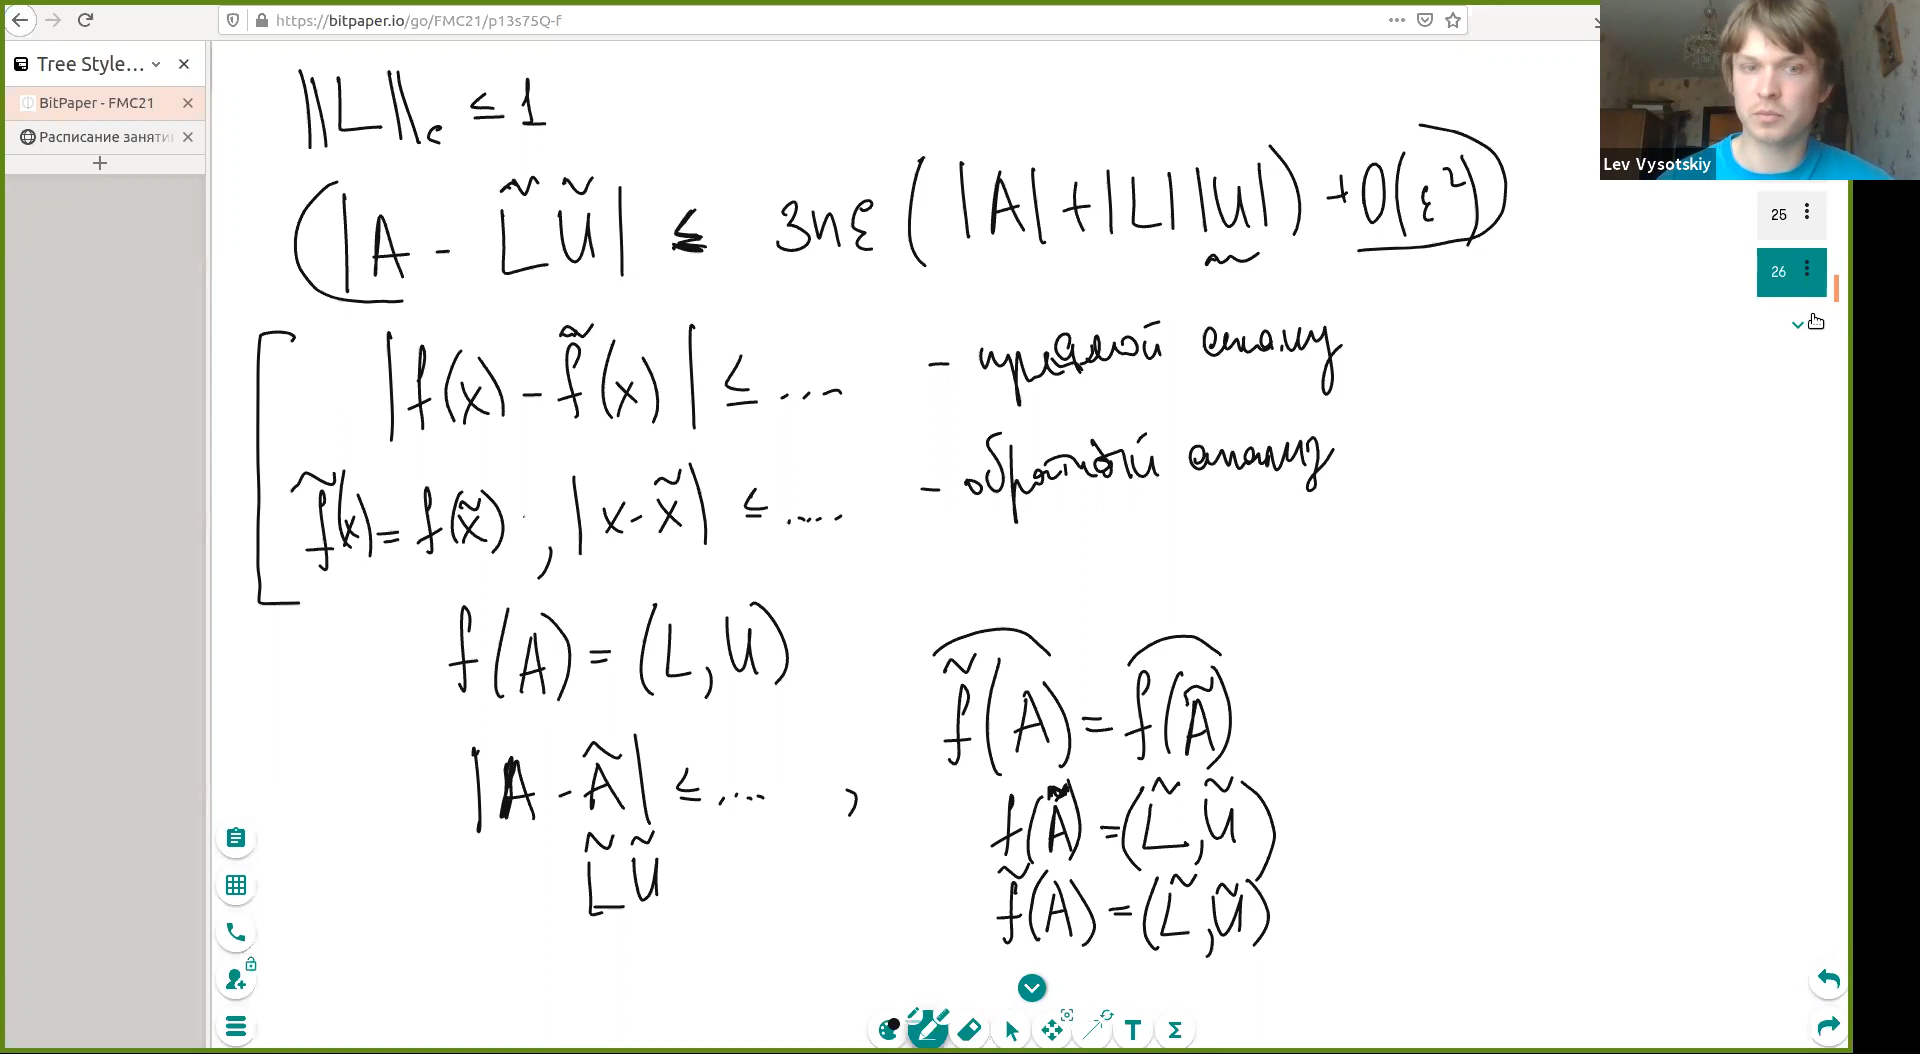 https://bitpaper.io/go/FMC21/p13s75Q-f
Tree Style...
BitPaper - FMC21
Расписание заняти
Lev Vysotskiy
25
26
||L||c ≤ 1
|A - L̃Ũ| ≤ 3nε(|A|+|L||U|) + O(ε²)
|f(x) - f̃(x)| ≤ .... - прямой анализ
f̃(x) = f(x̃), |x - x̃| ≤ ..... - обратный анализ
f(A) = (L, U)
f̃(A) = f(Ã)
|A - Ã| ≤ .... ,
L̃Ũ
f(Ã) = (L̃, Ũ)
f̃(A) = (L̃, Ũ)
T
Σ